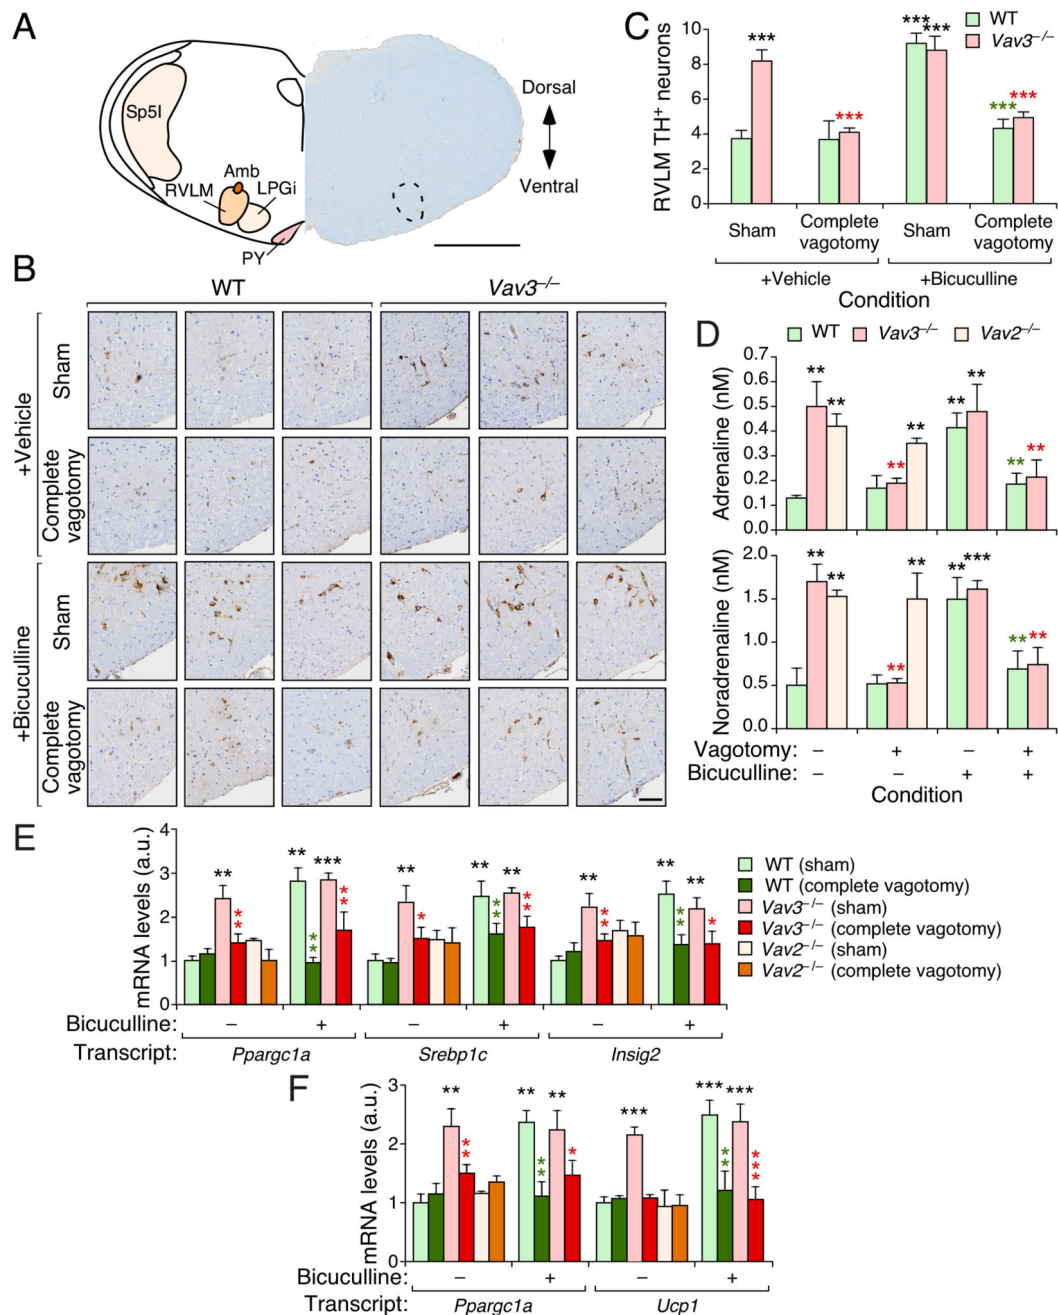 A
Sp5I
Amb
RVLM
LPGi
PY
Dorsal
Ventral
B
WT
Vav3–/–
+Vehicle
Sham
Complete
vagotomy
+Bicuculline
Sham
Complete
vagotomy
C
WT
Vav3–/–
RVLM TH+ neurons
10
8
6
4
2
0
***
***
***
***
***
***
Sham
Complete
vagotomy
Sham
Complete
vagotomy
+Vehicle
+Bicuculline
Condition
D
WT
Vav3–/–
Vav2–/–
Adrenaline (nM)
0.7
0.6
0.4
0.3
0.2
0.1
0.0
**
**
**
**
**
**
**
**
Noradrenaline (nM)
2.0
1.5
1.0
0.5
0.0
**
**
**
**
**
***
**
**
Vagotomy: – + – +
Bicuculline: – – + +
Condition
E
mRNA levels (a.u.)
4
3
2
1
0
**
**
**
***
**
**
*
**
**
**
**
**
**
**
**
**
*
WT (sham)
WT (complete vagotomy)
Vav3–/– (sham)
Vav3–/– (complete vagotomy)
Vav2–/– (sham)
Vav2–/– (complete vagotomy)
Bicuculline: – + – + – +
Transcript: Ppargc1a Srebp1c Insig2
F
mRNA levels (a.u.)
3
2
1
0
**
**
**
**
**
*
***
***
**
***
***
Bicuculline: – + – +
Transcript: Ppargc1a Ucp1